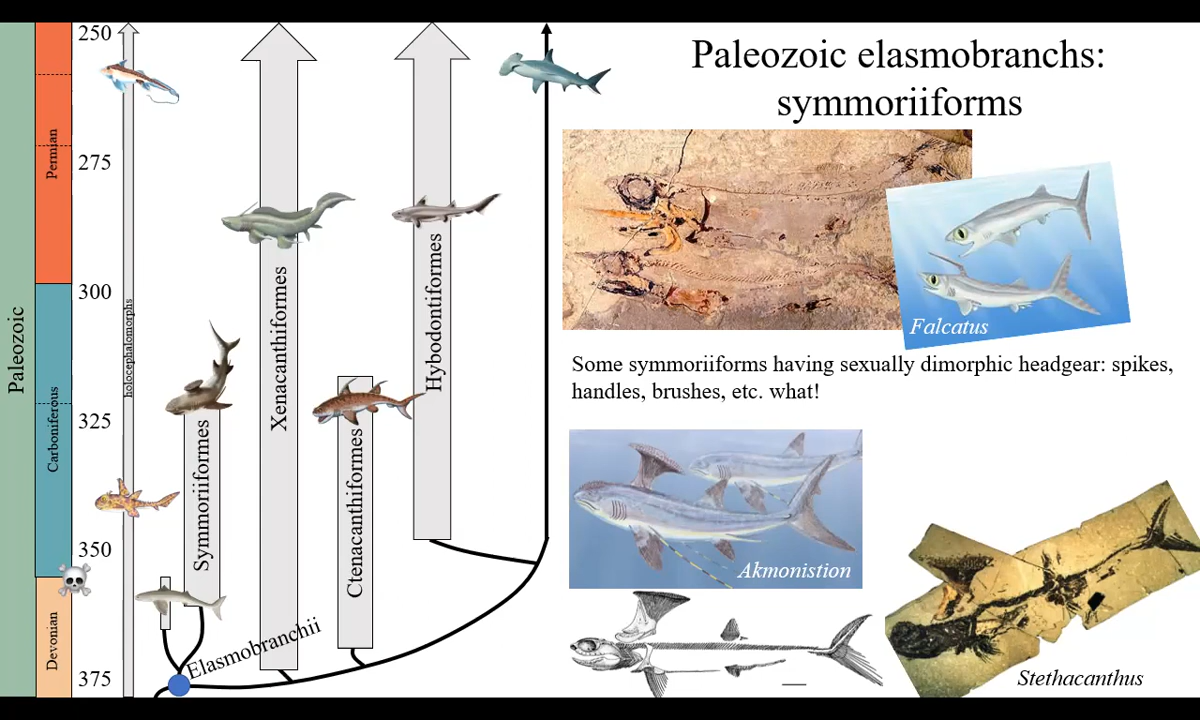 Paleozoic elasmobranchs:
symmoriiforms
250
275
300
325
350
375
Paleozoic
Permian
Carboniferous
Devonian
holocephalomorphs
Symmoriiformes
Xenacanthiformes
Ctenacanthiformes
Hybodontiformes
Elasmobranchii
Falcatus
Some symmoriiforms having sexually dimorphic headgear: spikes,
handles, brushes, etc. what!
Akmonistion
Stethacanthus